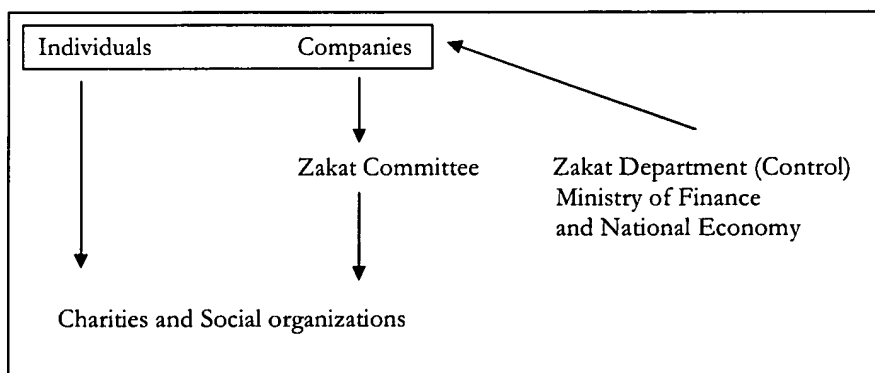 Individuals Companies
Zakat Committee
Zakat Department (Control)
Ministry of Finance
and National Economy
Charities and Social organizations